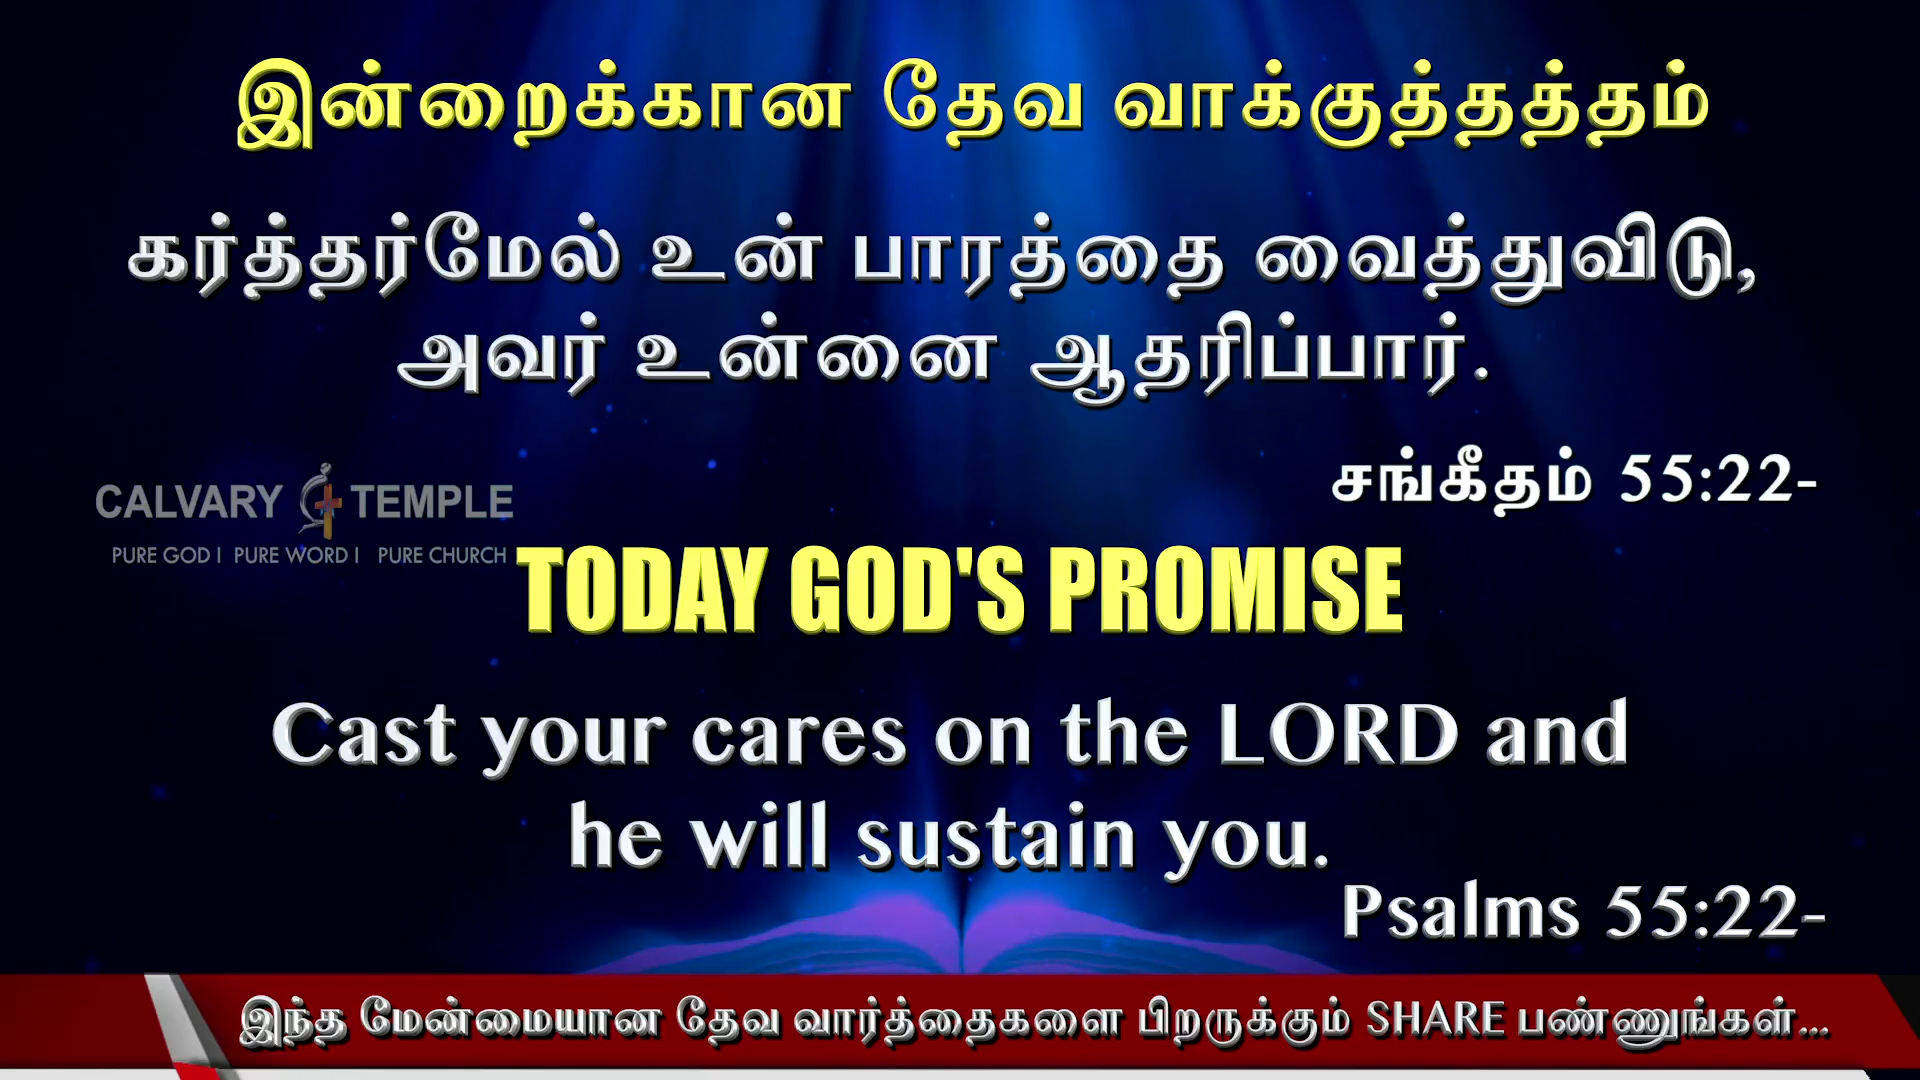 இன்றைக்கான தேவ வாக்குத்தத்தம்
கர்த்தர்மேல் உன் பாரத்தை வைத்துவிடு,
அவர் உன்னை ஆதரிப்பார்.
சங்கீதம் 55:22-
CALVARY TEMPLE
PURE GOD I PURE WORD I PURE CHURCH
TODAY GOD'S PROMISE
Cast your cares on the LORD and
he will sustain you.
Psalms 55:22-
இந்த மேன்மையான தேவ வார்த்தைகளை பிறருக்கும் SHARE பண்ணுங்கள்...